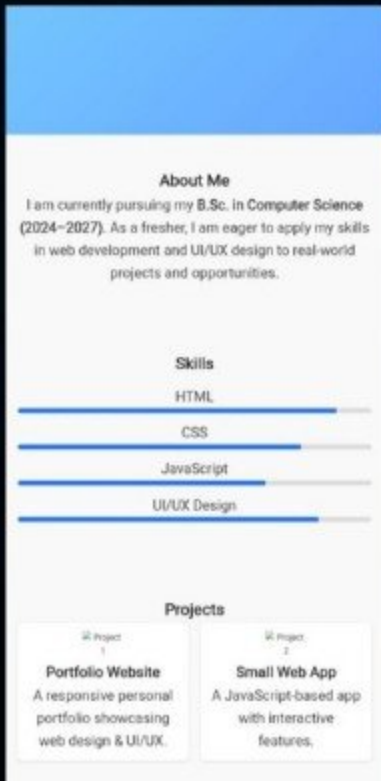 About Me
I am currently pursuing my B.Sc. in Computer Science
(2024–2027). As a fresher, I am eager to apply my skills
in web development and UI/UX design to real-world
projects and opportunities.
Skills
HTML
CSS
JavaScript
UI/UX Design
Projects
Project
1
Portfolio Website
A responsive personal
portfolio showcasing
web design & UI/UX.
Project
2
Small Web App
A JavaScript-based app
with interactive
features.